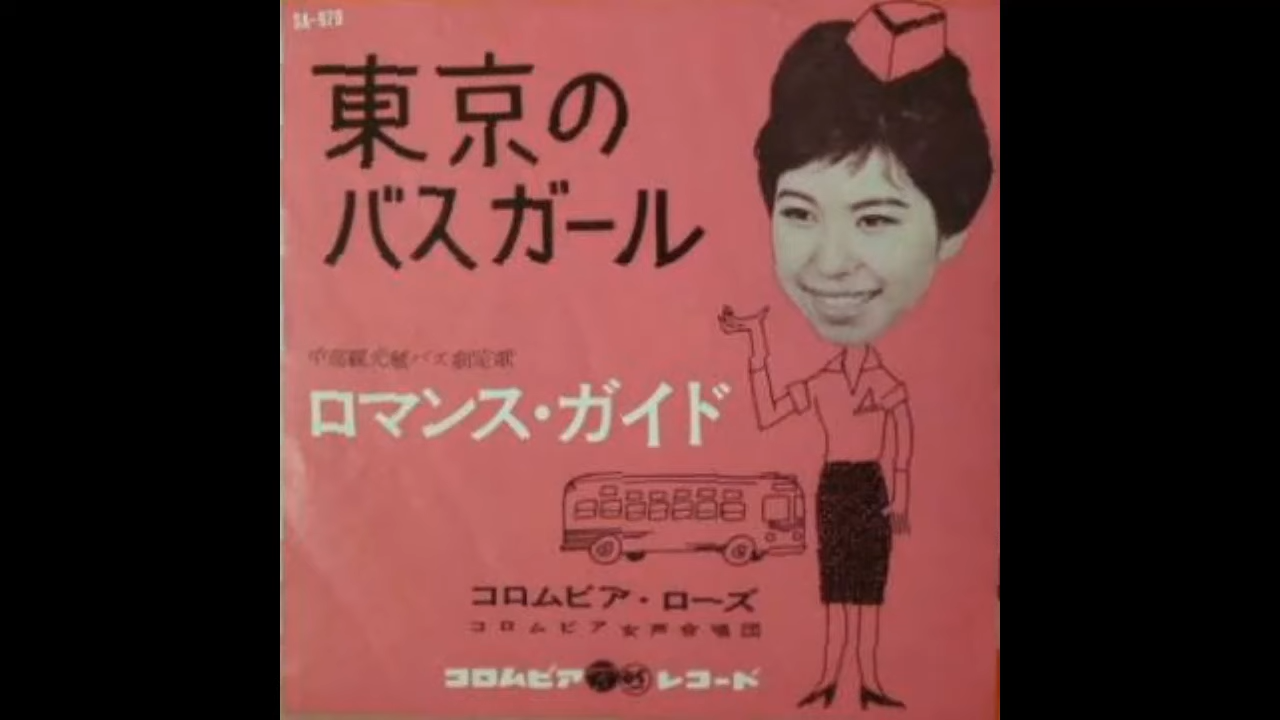 SA-970
東京の
バスガール
ロマンス・ガイド
コロムビア・ローズ
コロムビア女声合唱団
コロムビアレコード